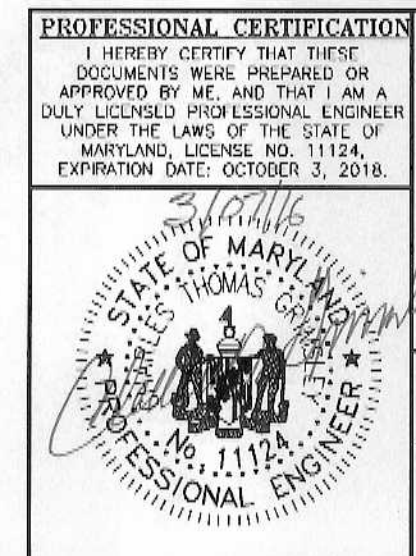 PROFESSIONAL CERTIFICATION
I HEREBY CERTIFY THAT THESE
DOCUMENTS WERE PREPARED OR
APPROVED BY ME, AND THAT I AM A
DULY LICENSED PROFESSIONAL ENGINEER
UNDER THE LAWS OF THE STATE OF
MARYLAND, LICENSE NO. 11124,
EXPIRATION DATE: OCTOBER 3, 2018.
3/07/16
STATE OF MARYLAND
THOMAS
No. 11124
PROFESSIONAL ENGINEER